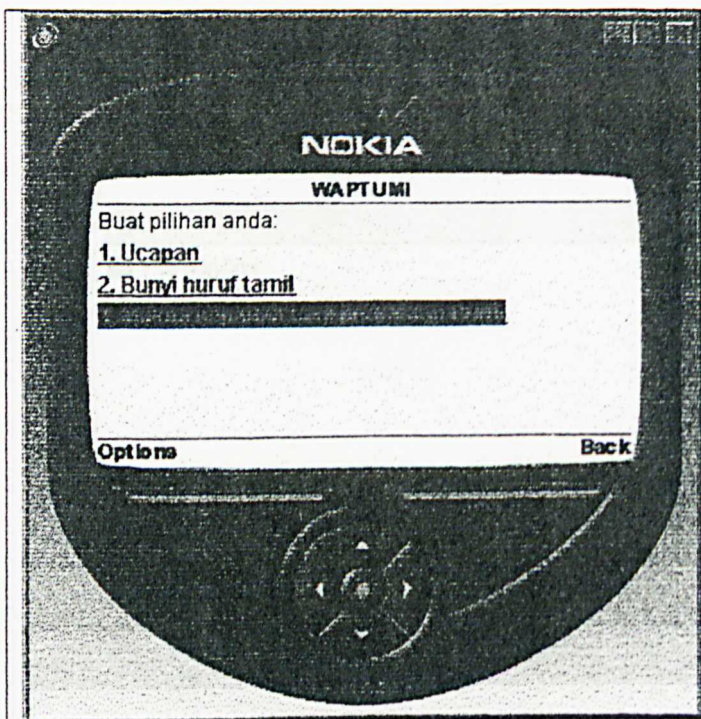 NOKIA
WAPTUMI
Buat pilihan anda:
1. Ucapan
2. Bunyi huruf tamil
Options
Back